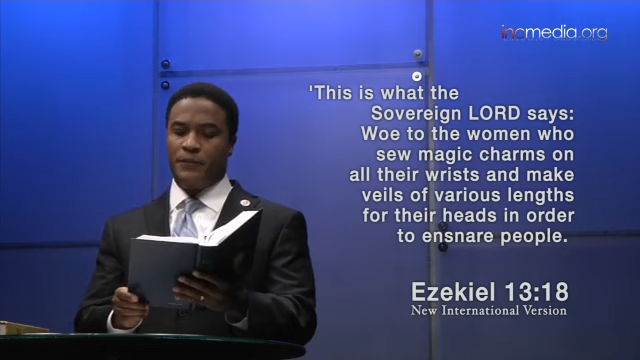 incmedia.org
'This is what the
Sovereign LORD says:
Woe to the women who
sew magic charms on
all their wrists and make
veils of various lengths
for their heads in order
to ensnare people.
Ezekiel 13:18
New International Version